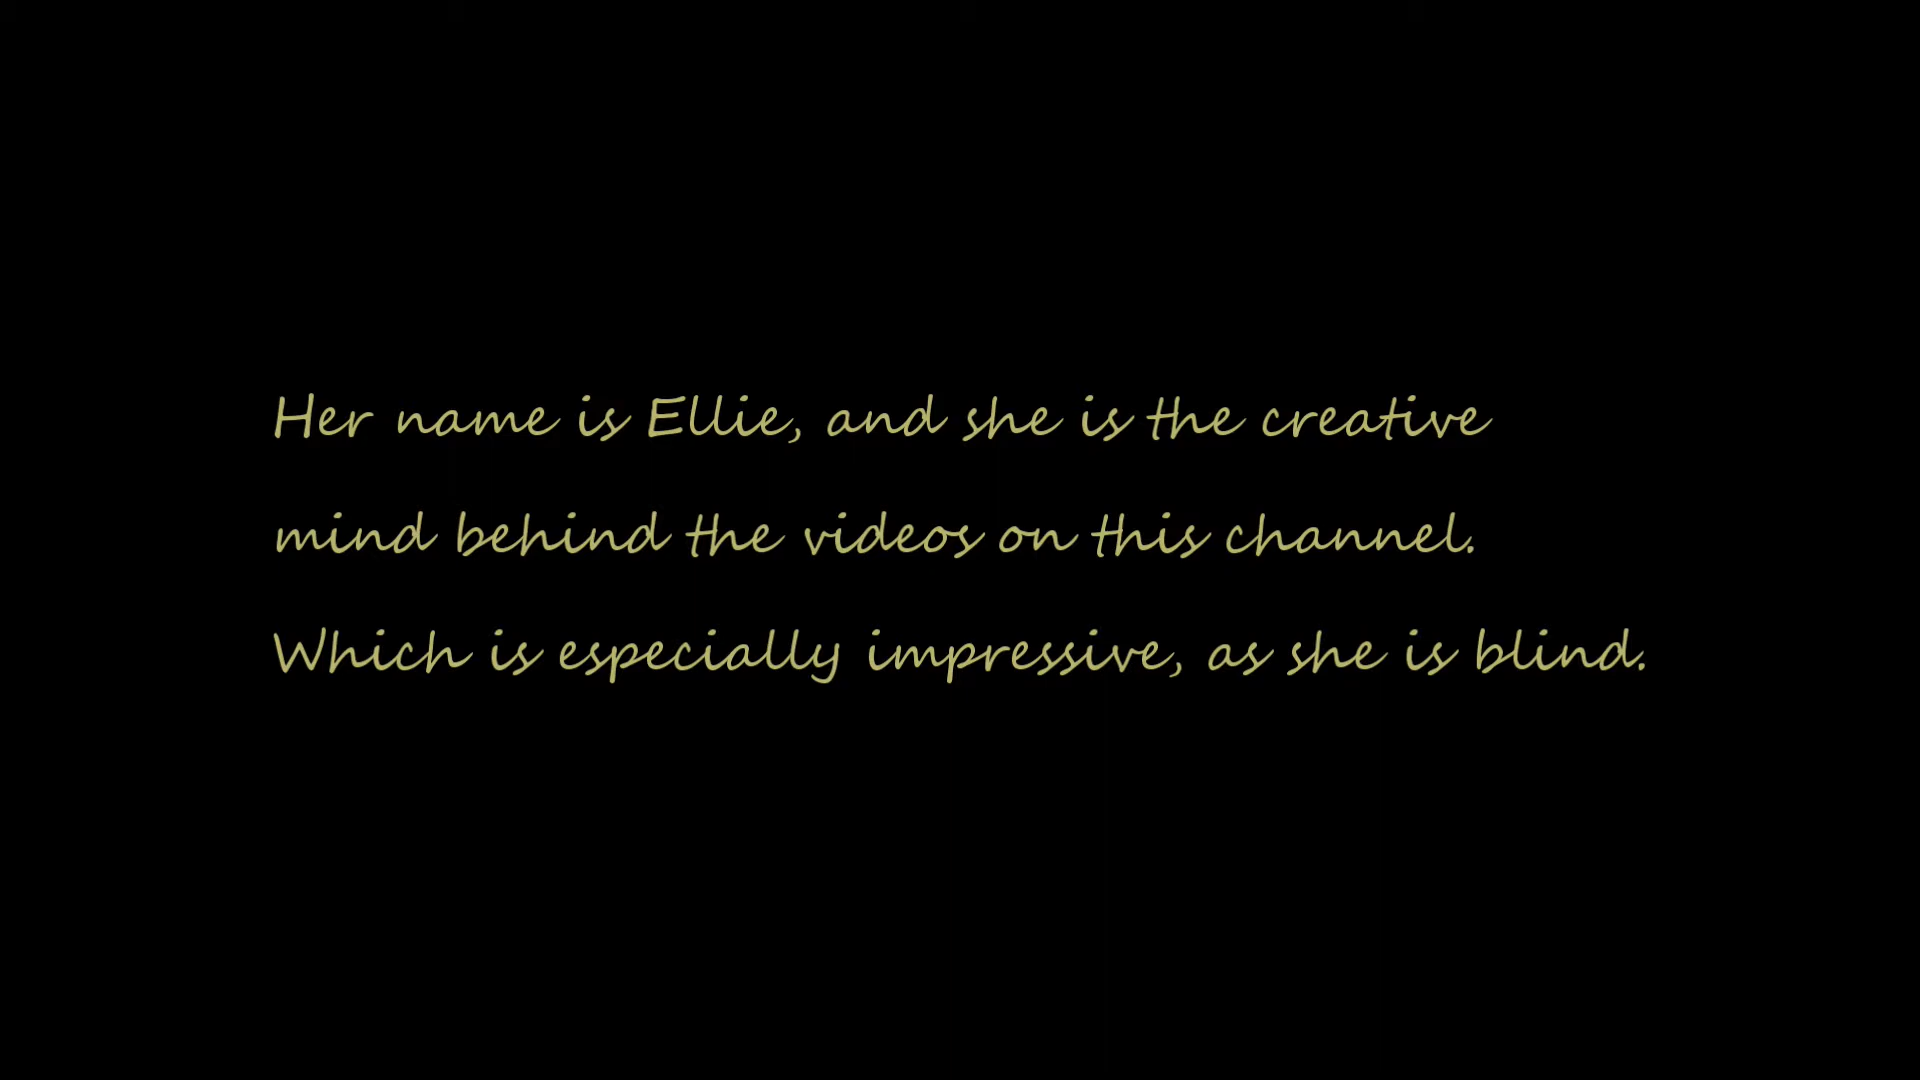 Her name is Ellie, and she is the creative
mind behind the videos on this channel.
Which is especially impressive, as she is blind.